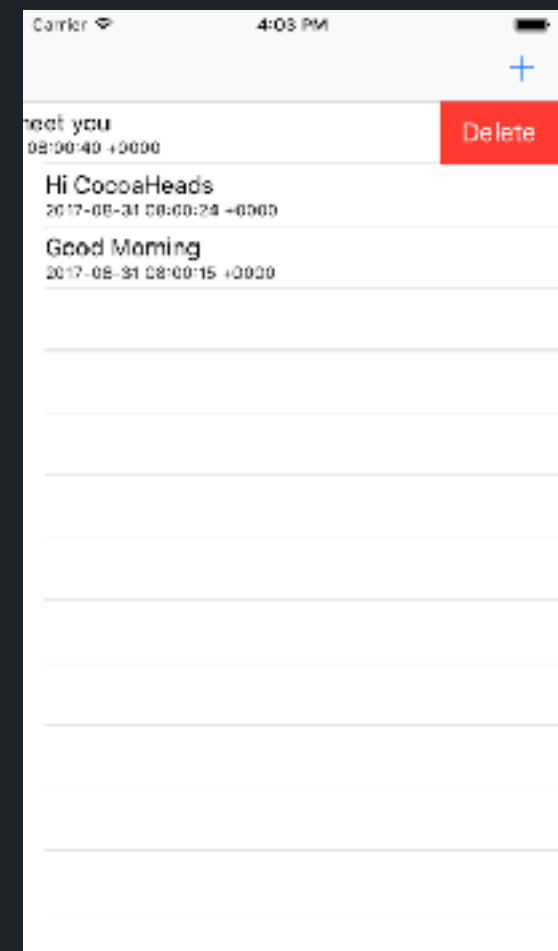 Carrier 4:03 PM
+
neet you Delete
08:00:40 +0000
Hi CocoaHeads
2017-08-31 08:00:24 +0000
Good Morning
2017-08-31 08:00:15 +0000